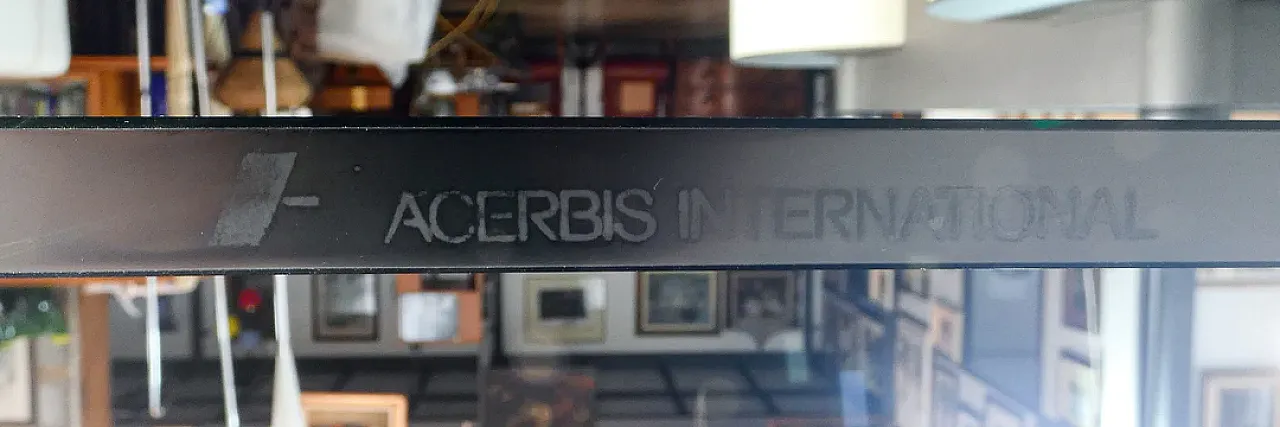 ACERBIS INTERNATIONAL